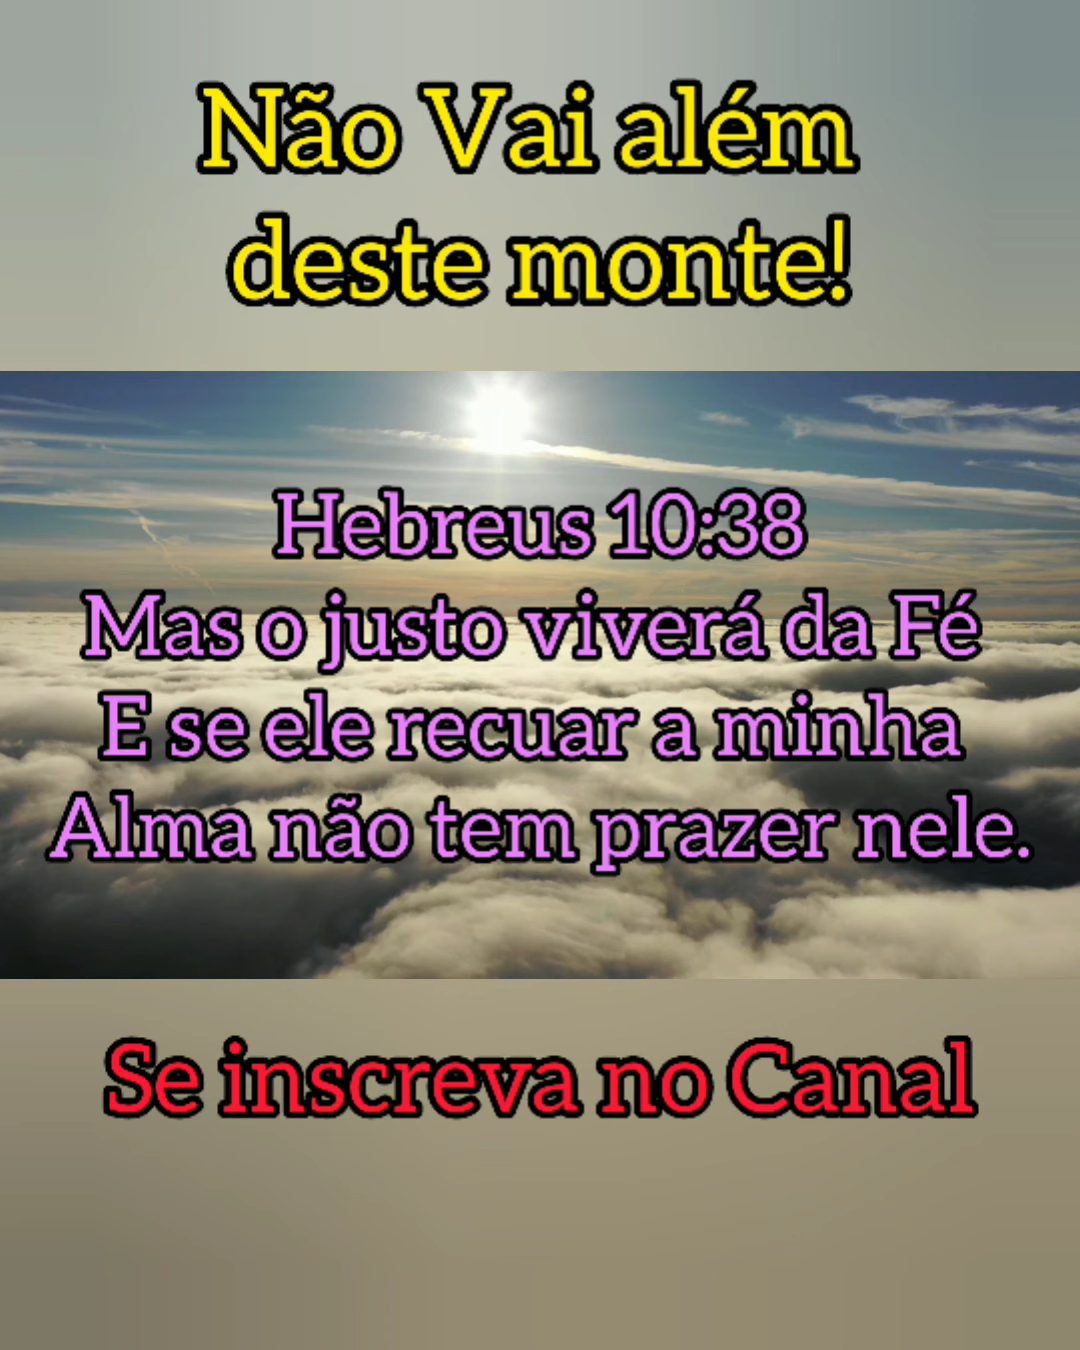 Não Vai além
deste monte!
Hebreus 10:38
Mas o justo viverá da Fé
E se ele recuar a minha
Alma não tem prazer nele.
Se inscreva no Canal